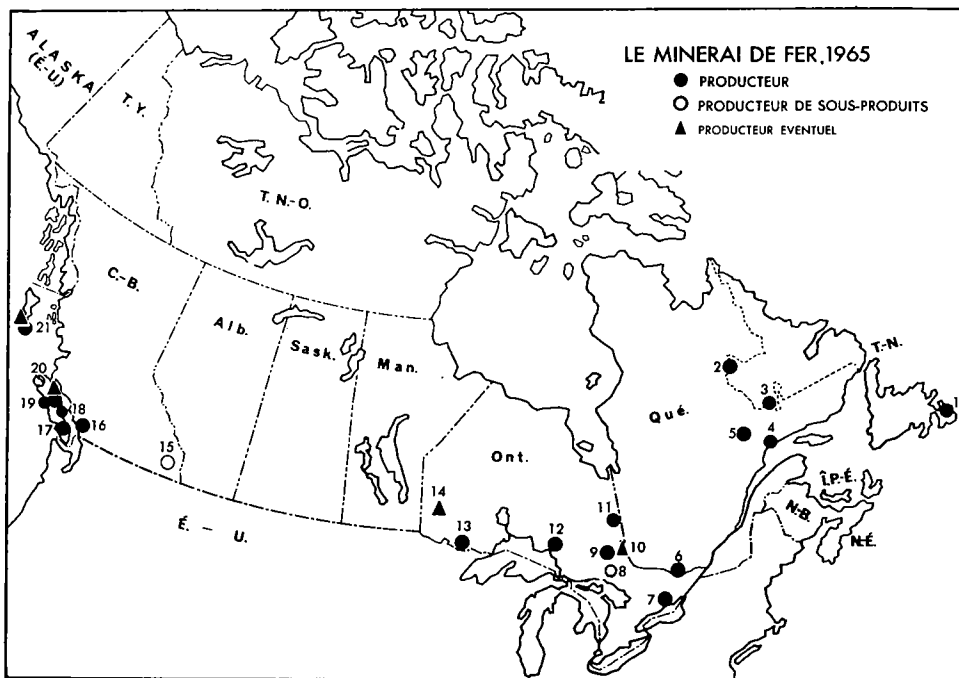 LE MINERAI DE FER,1965
PRODUCTEUR
PRODUCTEUR DE SOUS-PRODUITS
PRODUCTEUR EVENTUEL
ALASKA
(É.-U)
T.Y.
T.N.-O.
C.-B.
Alb.
Sask.
Man.
Ont.
Qué.
T.-N.
Î.P.-É.
N.-B.
N.-É.
É. - U.
1
2
3
4
5
6
7
8
9
10
11
12
13
14
15
16
17
18
19
20
21